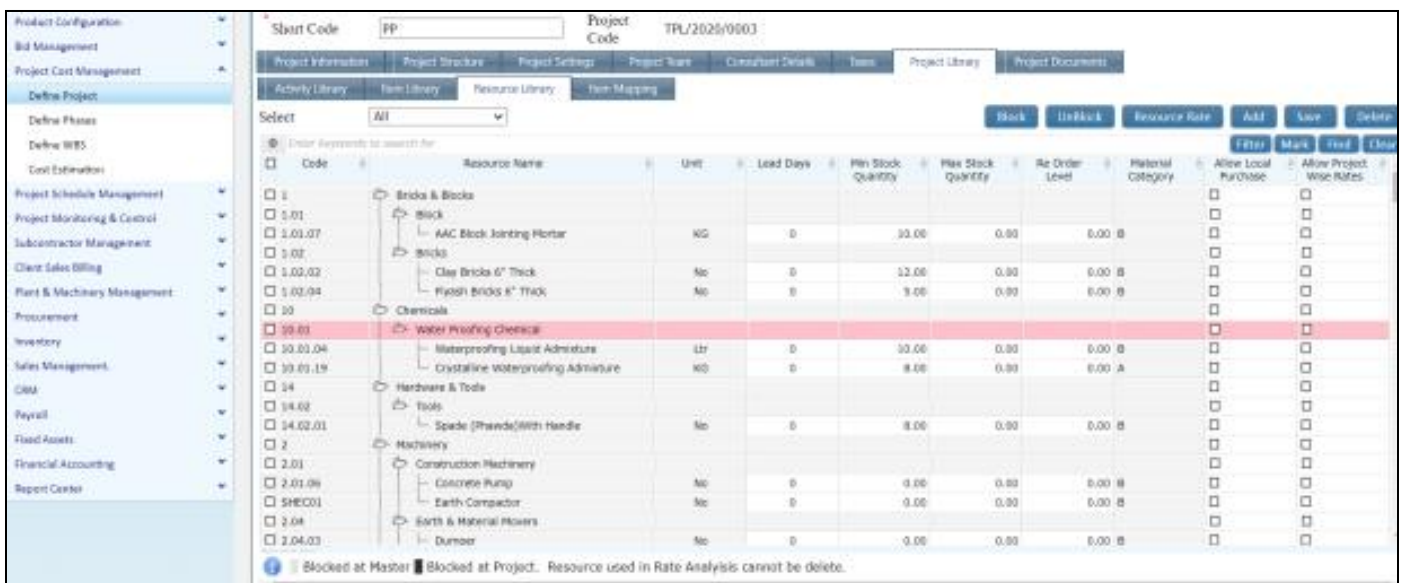 Product Configuration
Bid Management
Project Cost Management
Define Project
Define Phases
Define WBS
Cost Estimation
Project Schedule Management
Project Monitoring & Control
Subcontractor Management
Client Sales Billing
Plant & Machinery Management
Procurement
Inventory
Sales Management
CRM
Payroll
Fixed Assets
Financial Accounting
Report Center
* Short Code PP Project Code TPL/2020/0003
Project Information Project Structure Project Settings Project Team Consultant Details Taxes Project Library Project Documents
Activity Library Item Library Resource Library Item Mapping
Select All Block UnBlock Resource Rate Add Save Delete
Enter Keywords to search for Filter Mark Find Clear
Code Resource Name Unit Lead Days Min Stock Quantity Max Stock Quantity Re Order Level Material Category Allow Local Purchase Allow Project Wise Rates
1 Bricks & Blocks
1.01 Block
1.01.07 AAC Block Jointing Mortar KG 0 10.00 0.00 0.00 B
1.02 Bricks
1.02.02 Clay Bricks 6" Thick No 0 12.00 0.00 0.00 B
1.02.04 Flyash Bricks 6" Thick No 0 0.00 0.00 B
10 Chemicals
10.01 Water Proofing Chemical
10.01.04 Waterproofing Liquid Admixture Ltr 0 10.00 0.00 0.00 B
10.01.19 Crystalline Waterproofing Admixture KG 0 8.00 0.00 0.00 A
14 Hardware & Tools
14.02 Tools
14.02.01 Spade (Phawde)With Handle No 0 8.00 0.00 0.00 B
2 Machinery
2.01 Construction Machinery
2.01.06 Concrete Pump No 0 0.00 0.00 0.00 B
SHEC01 Earth Compactor No 0 0.00 0.00 0.00 B
2.04 Earth & Material Movers
2.04.03 Dumper No 0 0.00 0.00 0.00 B
Blocked at Master Blocked at Project. Resource used in Rate Analyisis cannot be delete.